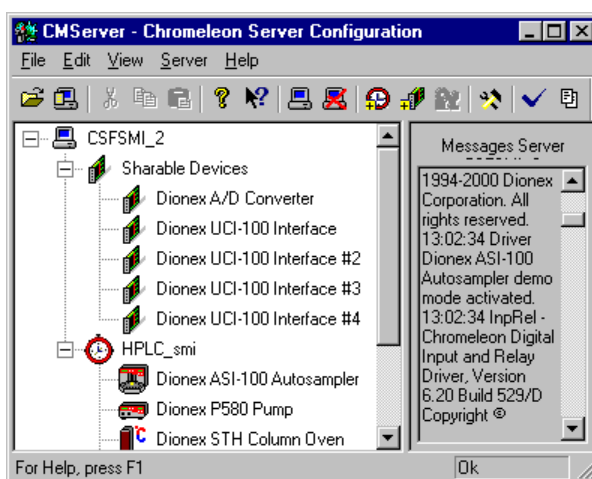 CMServer - Chromeleon Server Configuration
File Edit View Server Help
CSFSMI_2
Sharable Devices
Dionex A/D Converter
Dionex UCI-100 Interface
Dionex UCI-100 Interface #2
Dionex UCI-100 Interface #3
Dionex UCI-100 Interface #4
HPLC_smi
Dionex ASI-100 Autosampler
Dionex P580 Pump
Dionex STH Column Oven
Messages Server
1994-2000 Dionex
Corporation. All
rights reserved.
13:02:34 Driver
Dionex ASI-100
Autosampler demo
mode activated.
13:02:34 InpRel -
Chromeleon Digital
Input and Relay
Driver, Version
6.20 Build 529/D
Copyright ©
For Help, press F1
Ok